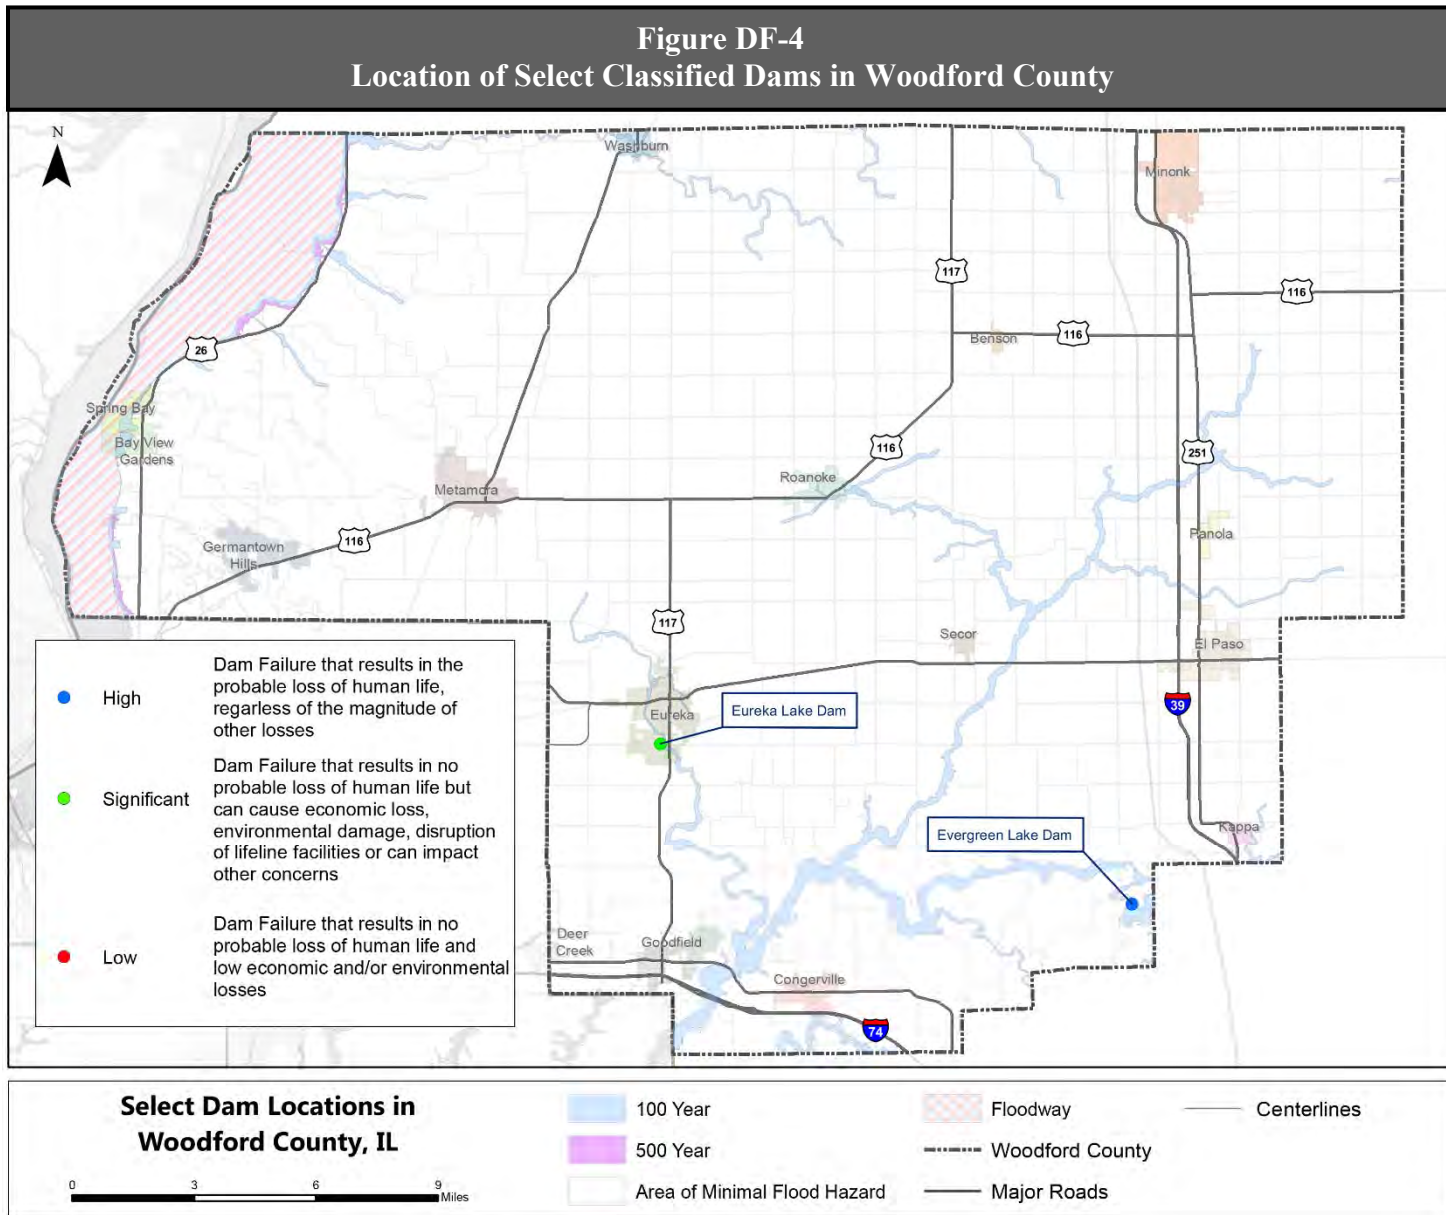 Figure DF-4
Location of Select Classified Dams in Woodford County
N
Washburn
Minonk
117
116
116
Benson
26
Spring Bay
Bay View
Gardens
116
251
Metamora
Roanoke
Panola
Germantown
Hills
116
117
Secor
El Paso
39
Eureka
Eureka Lake Dam
Evergreen Lake Dam
Kappa
Deer
Creek
Goodfield
Congerville
74
High
Dam Failure that results in the
probable loss of human life,
regarless of the magnitude of
other losses
Significant
Dam Failure that results in no
probable loss of human life but
can cause economic loss,
environmental damage, disruption
of lifeline facilities or can impact
other concerns
Low
Dam Failure that results in no
probable loss of human life and
low economic and/or environmental
losses
Select Dam Locations in
Woodford County, IL
0 3 6 9
Miles
100 Year
500 Year
Area of Minimal Flood Hazard
Floodway
Woodford County
Major Roads
Centerlines